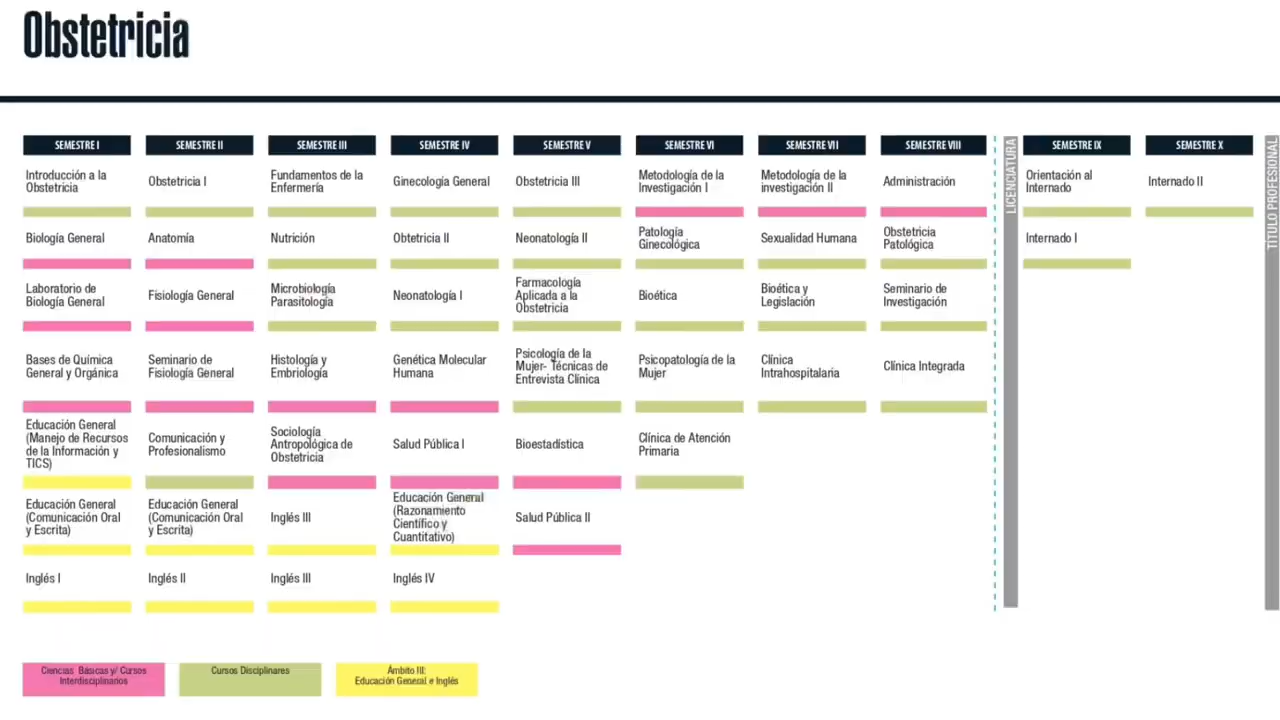 Obstetricia
SEMESTRE I
SEMESTRE II
SEMESTRE III
SEMESTRE IV
SEMESTRE V
SEMESTRE VI
SEMESTRE VII
SEMESTRE VIII
SEMESTRE IX
SEMESTRE X
Introducción a la
Obstetricia
Obstetricia I
Fundamentos de la
Enfermería
Ginecología General
Obstetricia III
Metodología de la
Investigación I
Metodología de la
investigación II
Administración
Orientación al
Internado
Internado II
Biología General
Anatomía
Nutrición
Obtetricia II
Neonatología II
Patología
Ginecológica
Sexualidad Humana
Obstetricia
Patológica
Internado I
Laboratorio de
Biología General
Fisiología General
Microbiología
Parasitología
Neonatología I
Farmacología
Aplicada a la
Obstetricia
Bioética
Bioética y
Legislación
Seminario de
Investigación
Bases de Química
General y Orgánica
Seminario de
Fisiología General
Histología y
Embriología
Genética Molecular
Humana
Psicología de la
Mujer- Técnicas de
Entrevista Clínica
Psicopatología de la
Mujer
Clínica
Intrahospitalaria
Clínica Integrada
Educación General
(Manejo de Recursos
de la Información y
TICS)
Comunicación y
Profesionalismo
Sociología
Antropológica de
Obstetricia
Salud Pública I
Bioestadística
Clínica de Atención
Primaria
Educación General
(Comunicación Oral
y Escrita)
Educación General
(Comunicación Oral
y Escrita)
Inglés III
Educación General
(Razonamiento
Científico y
Cuantitativo)
Salud Pública II
Inglés I
Inglés II
Inglés III
Inglés IV
LICENCIATURA
TÍTULO PROFESIONAL
Ciencias Básicas y/ Cursos
Interdisciplinarios
Cursos Disciplinares
Ámbito III:
Educación General e Inglés